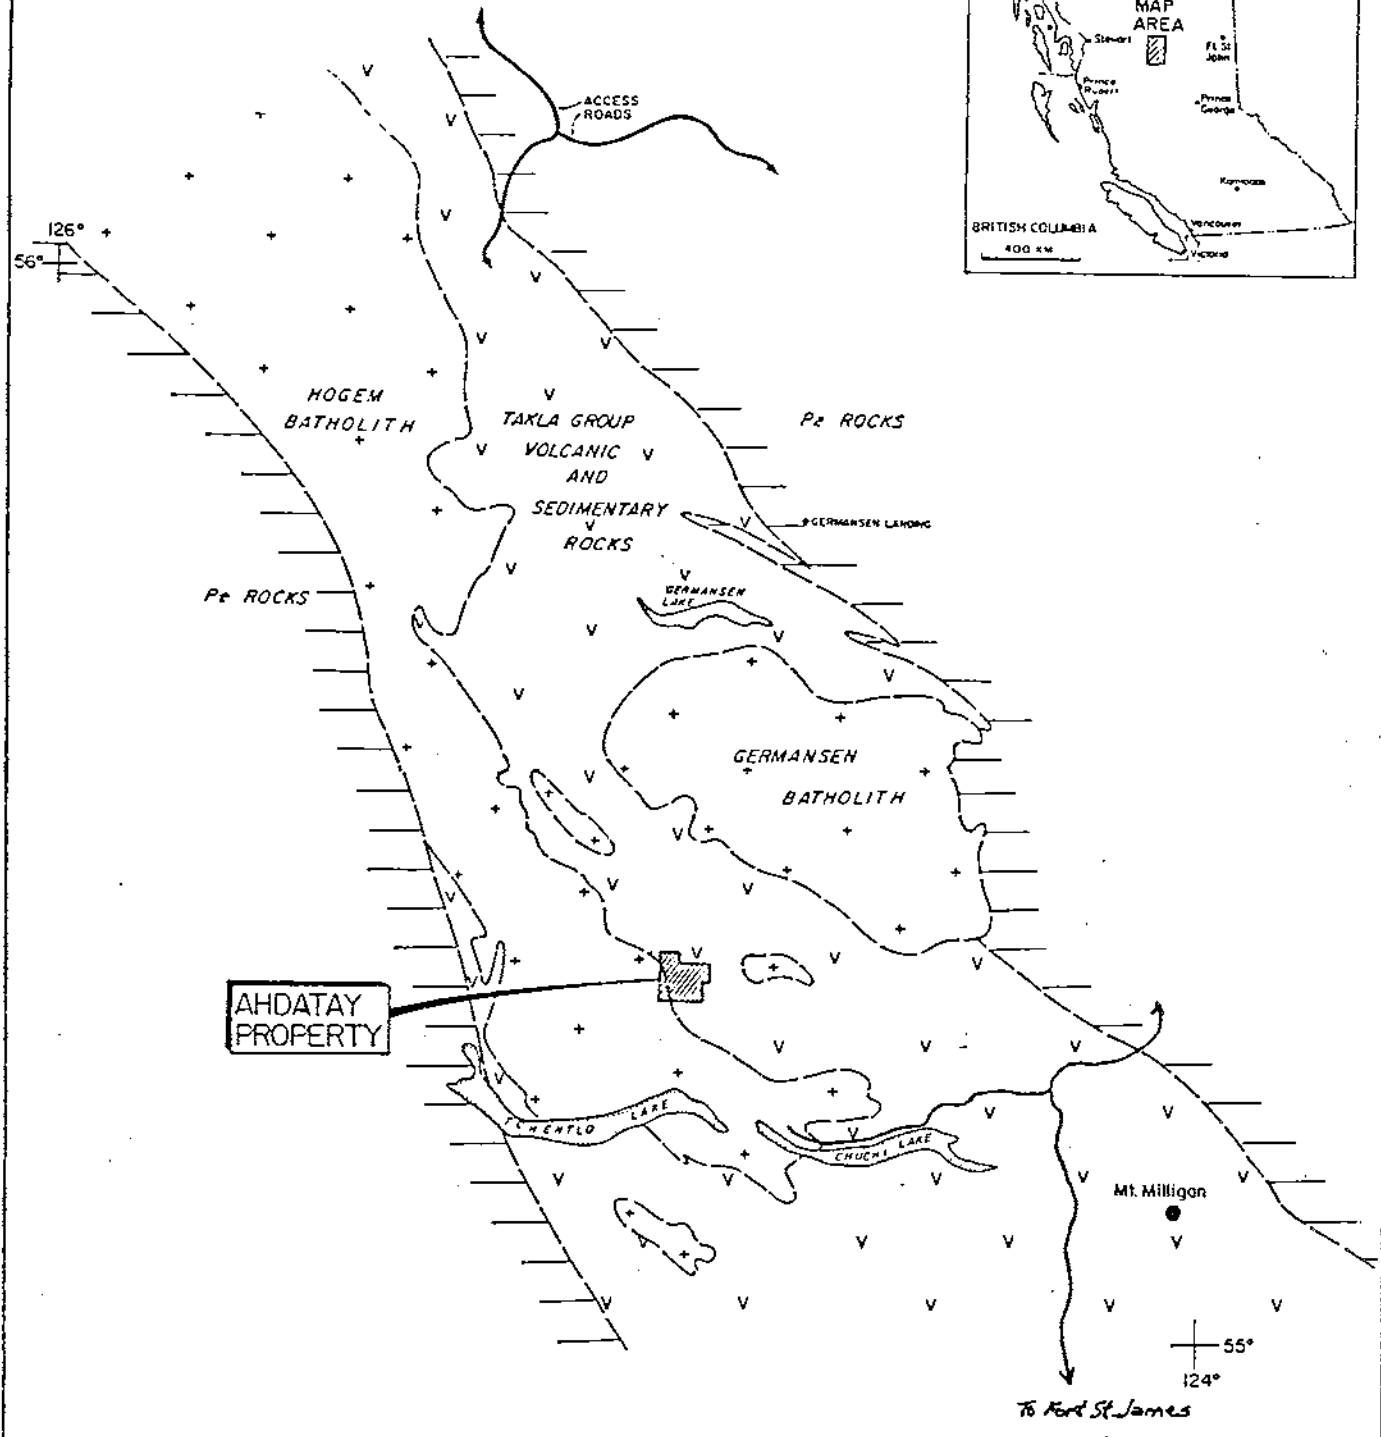 MAP
AREA
Stewart
Ft. St
John
Prince
Rupert
Prince
George
Kamloops
Vancouver
Victoria
BRITISH COLUMBIA
400 KM
ACCESS
ROADS
126°
56°
HOGEM
BATHOLITH
TAKLA GROUP
VOLCANIC
AND
SEDIMENTARY
ROCKS
Pz ROCKS
GERMANSEN LANDING
Pz ROCKS
GERMANSEN
LAKE
GERMANSEN
BATHOLITH
AHDATAY
PROPERTY
TCHENTLO LAKE
CHUCHI LAKE
Mt. Milligan
55°
124°
To Fort St. James